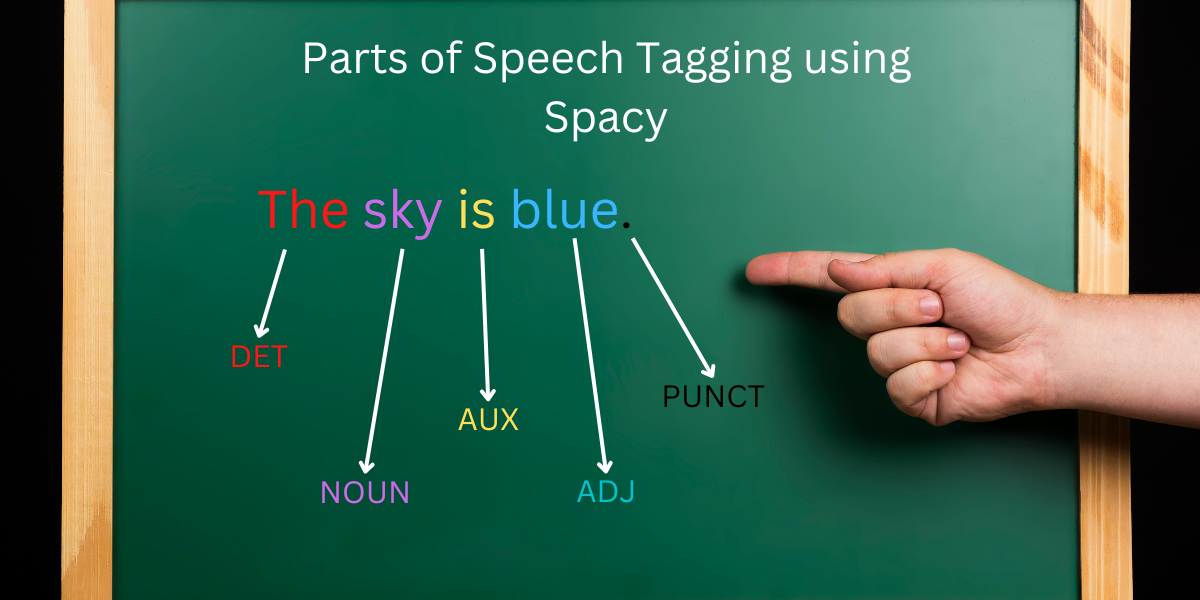 Parts of Speech Tagging using
Spacy
The sky is blue.
DET
PUNCT
AUX
NOUN
ADJ